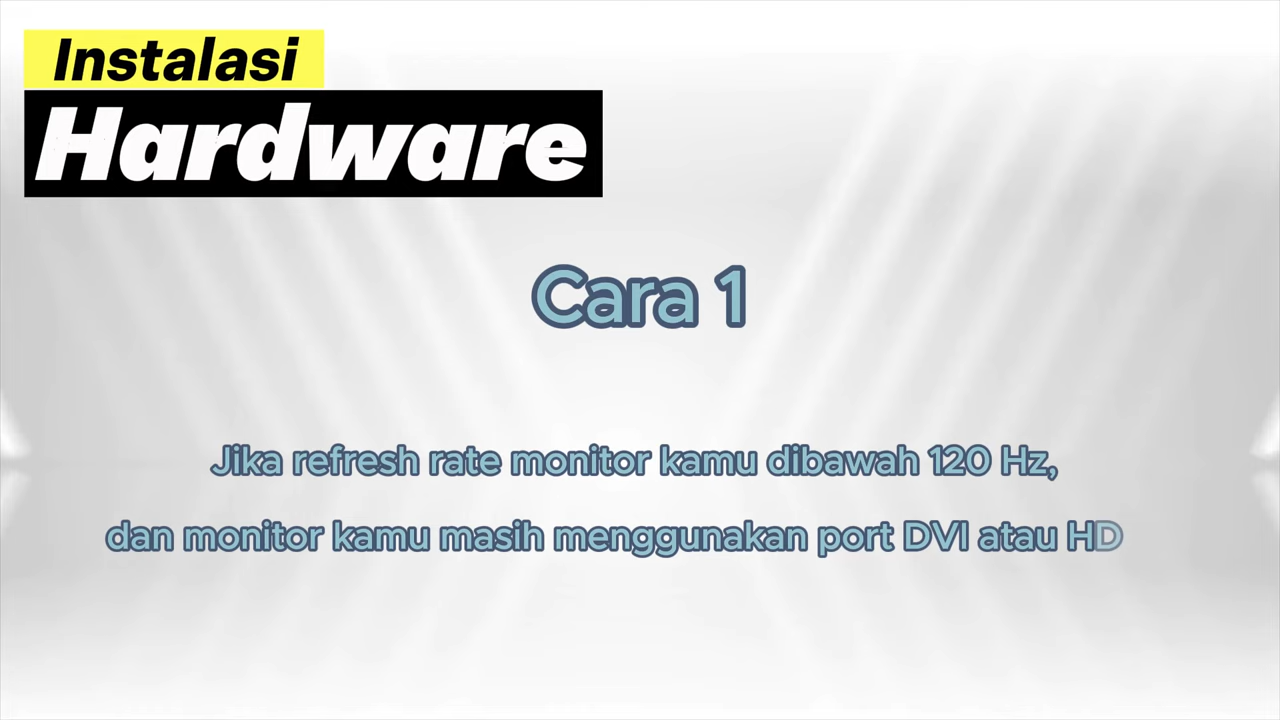 Instalasi
Hardware
Cara 1
Jika refresh rate monitor kamu dibawah 120 Hz,
dan monitor kamu masih menggunakan port DVI atau HD